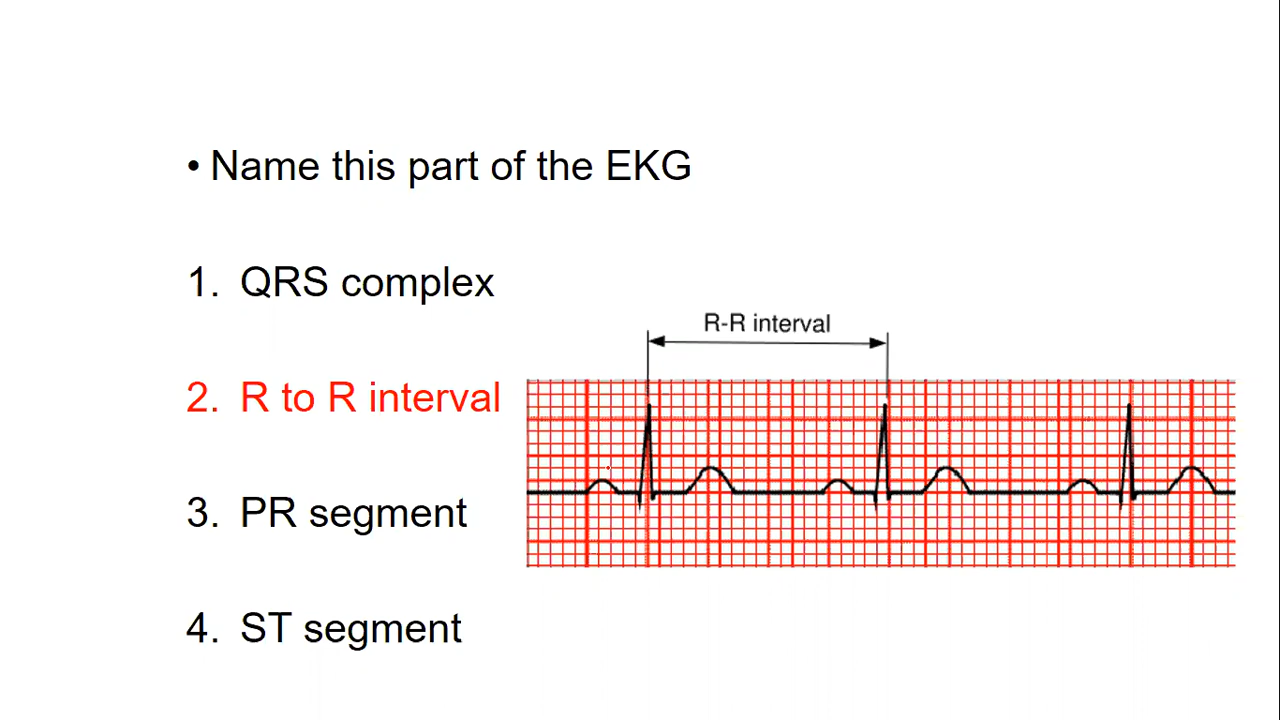 • Name this part of the EKG
1. QRS complex
R-R interval
2. R to R interval
3. PR segment
4. ST segment